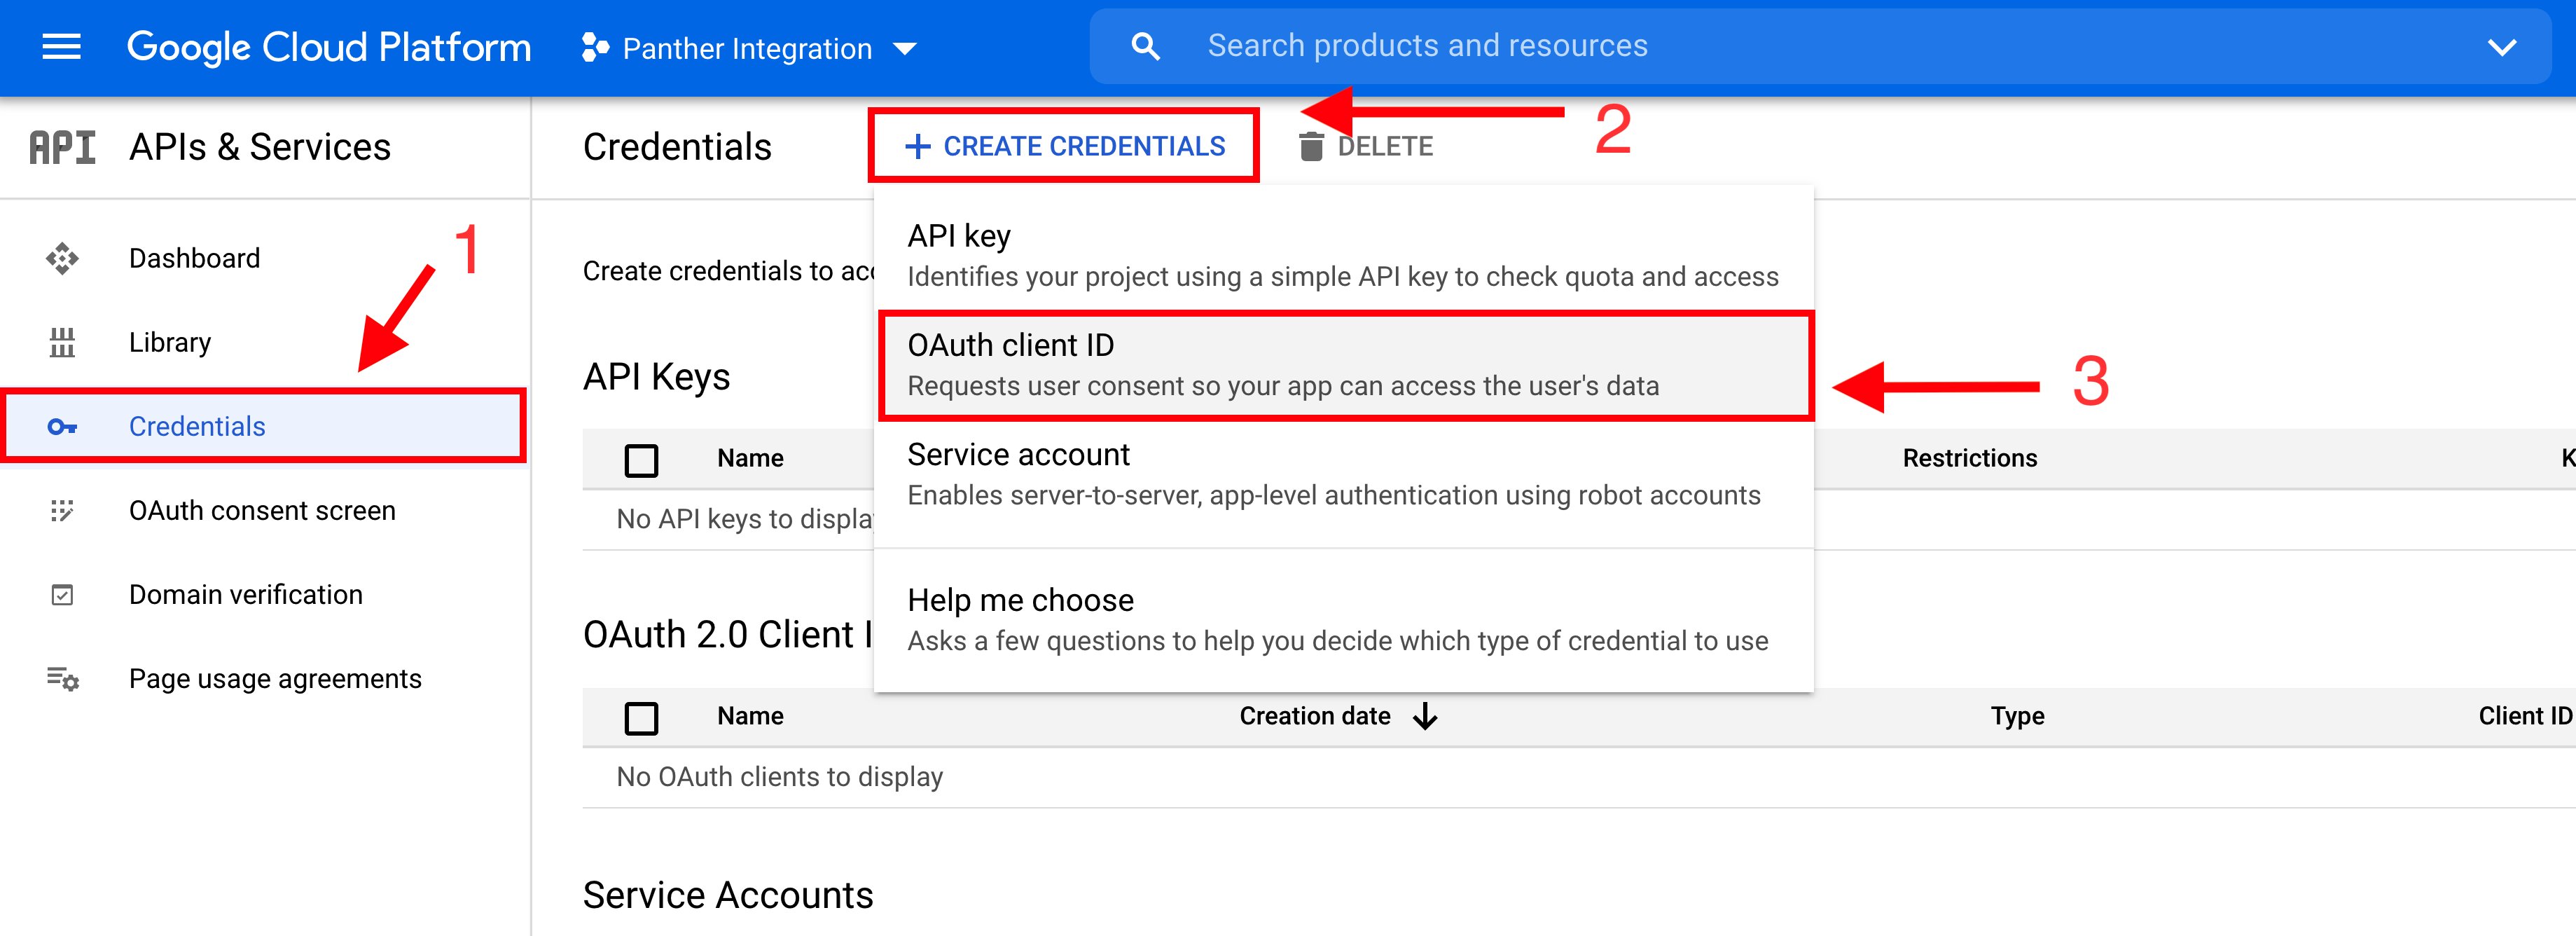 Google Cloud Platform
Panther Integration
Search products and resources
API
APIs & Services
Credentials
+ CREATE CREDENTIALS
DELETE
2
1
Dashboard
Library
Credentials
OAuth consent screen
Domain verification
Page usage agreements
API key
Identifies your project using a simple API key to check quota and access
OAuth client ID
Requests user consent so your app can access the user's data
3
Service account
Enables server-to-server, app-level authentication using robot accounts
Help me choose
Asks a few questions to help you decide which type of credential to use
Create credentials to
API Keys
Name
Restrictions
No API keys to display
OAuth 2.0 Client
Name
Creation date
Type
Client ID
No OAuth clients to display
Service Accounts